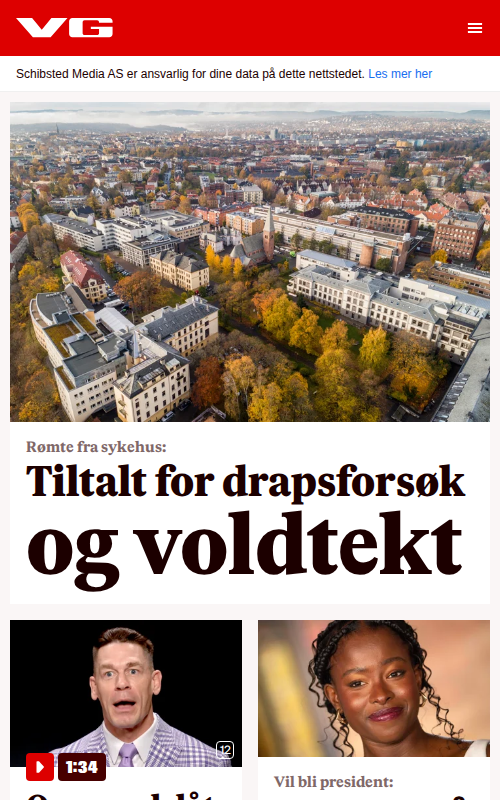 VG
Schibsted Media AS er ansvarlig for dine data på dette nettstedet. Les mer her
Rømte fra sykehus:
Tiltalt for drapsforsøk
og voldtekt
12
1:34
Vil bli president: